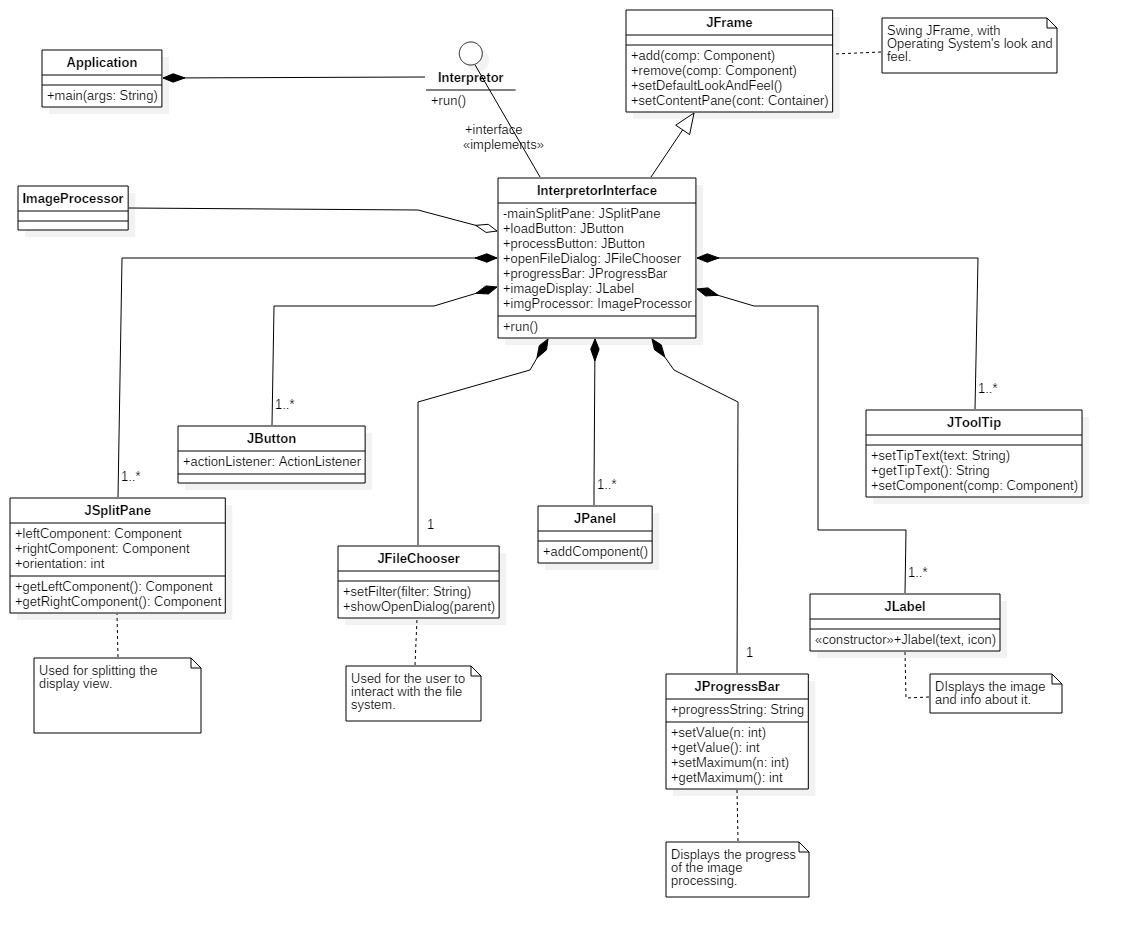 JFrame
+add(comp: Component)
+remove(comp: Component)
+setDefaultLookAndFeel()
+setContentPane(cont: Container)
Swing JFrame, with
Operating System's look and
feel.
Application
+main(args: String)
Interpretor
+run()
+interface
«implements»
ImageProcessor
InterpretorInterface
-mainSplitPane: JSplitPane
+loadButton: JButton
+processButton: JButton
+openFileDialog: JFileChooser
+progressBar: JProgressBar
+imageDisplay: JLabel
+imgProcessor: ImageProcessor
+run()
1..*
JButton
+actionListener: ActionListener
1..*
JToolTip
+setTipText(text: String)
+getTipText(): String
+setComponent(comp: Component)
1..*
JSplitPane
+leftComponent: Component
+rightComponent: Component
+orientation: int
+getLeftComponent(): Component
+getRightComponent(): Component
Used for splitting the
display view.
1
JFileChooser
+setFilter(filter: String)
+showOpenDialog(parent)
Used for the user to
interact with the file
system.
1..*
JPanel
+addComponent()
1..*
JLabel
«constructor»+Jlabel(text, icon)
DIsplays the image
and info about it.
1
JProgressBar
+progressString: String
+setValue(n: int)
+getValue(): int
+setMaximum(n: int)
+getMaximum(): int
Displays the progress
of the image
processing.